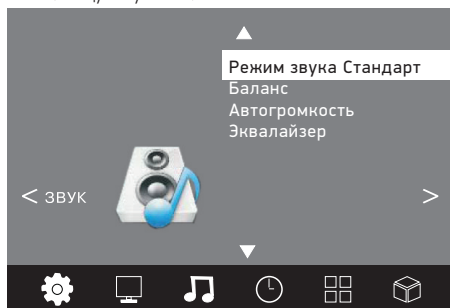 Режим звука Стандарт
Баланс
Автогромкость
Эквалайзер
< ЗВУК >